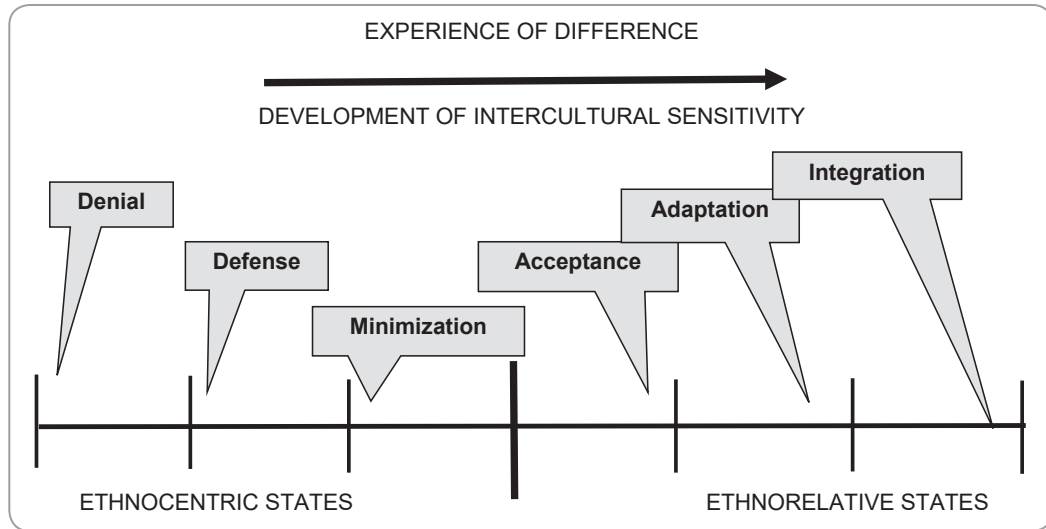 EXPERIENCE OF DIFFERENCE
DEVELOPMENT OF INTERCULTURAL SENSITIVITY
Denial
Defense
Minimization
Acceptance
Adaptation
Integration
ETHNOCENTRIC STATES
ETHNORELATIVE STATES